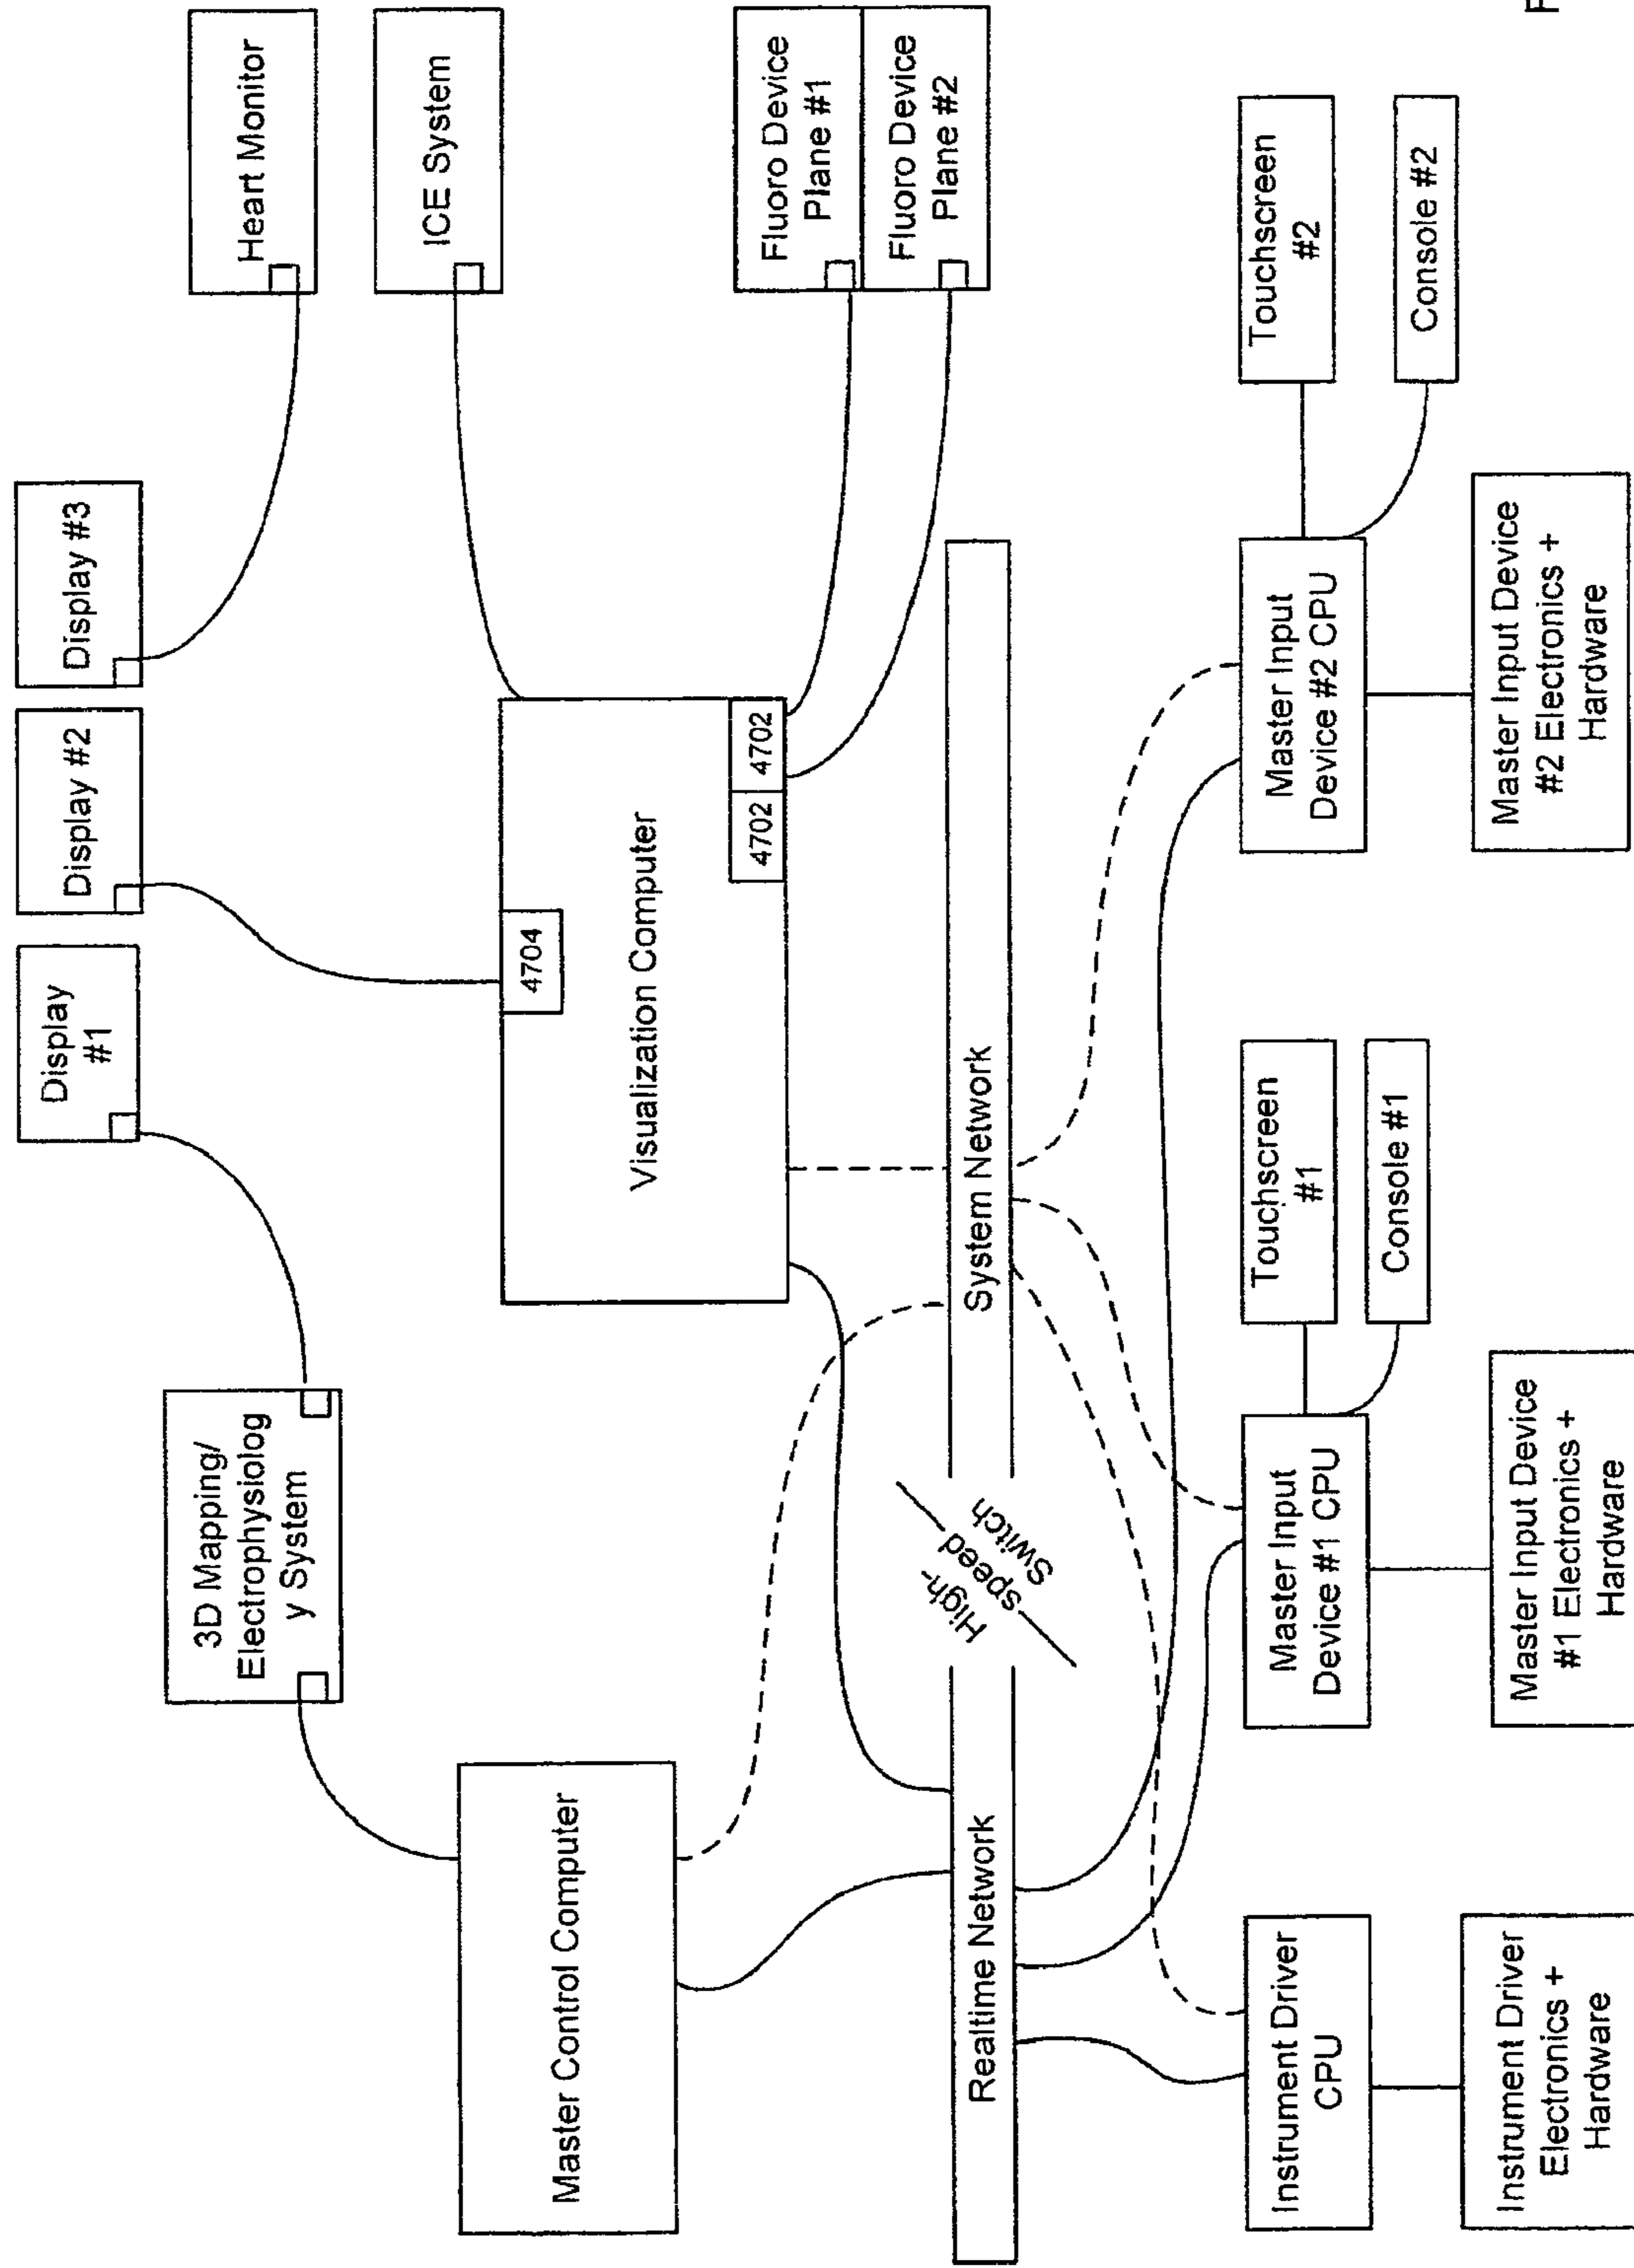 Display
#1
Display #2
Display #3
3D Mapping/
Electrophysiolog
y System
Heart Monitor
Master Control Computer
4704
Visualization Computer
4702
4702
ICE System
Fluoro Device
Plane #1
Fluoro Device
Plane #2
Realtime Network
High-
speed
Switch
System Network
Instrument Driver
CPU
Master Input
Device #1 CPU
Touchscreen
#1
Console #1
Master Input
Device #2 CPU
Touchscreen
#2
Console #2
Instrument Driver
Electronics +
Hardware
Master Input Device
#1 Electronics +
Hardware
Master Input Device
#2 Electronics +
Hardware